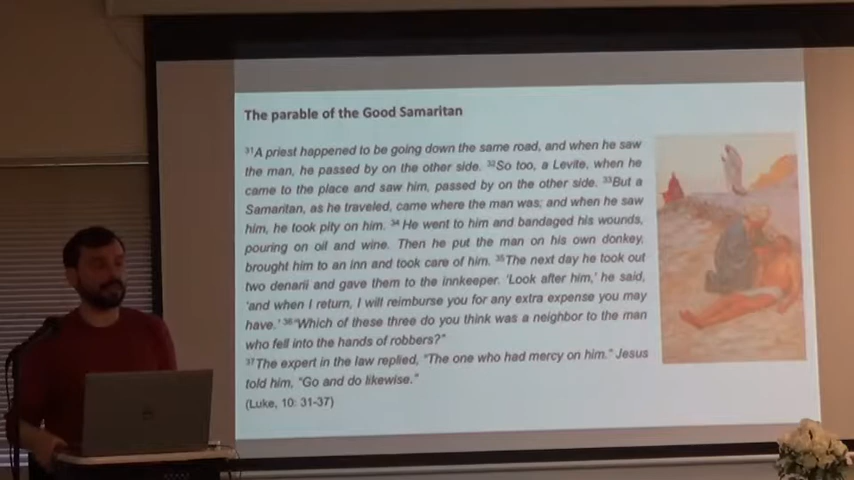 The parable of the Good Samaritan
³¹A priest happened to be going down the same road, and when he saw
the man, he passed by on the other side. ³²So too, a Levite, when he
came to the place and saw him, passed by on the other side. ³³But a
Samaritan, as he traveled, came where the man was; and when he saw
him, he took pity on him. ³⁴He went to him and bandaged his wounds,
pouring on oil and wine. Then he put the man on his own donkey,
brought him to an inn and took care of him. ³⁵The next day he took out
two denarii and gave them to the innkeeper. ‘Look after him,’ he said,
‘and when I return, I will reimburse you for any extra expense you may
have.’ ³⁶“Which of these three do you think was a neighbor to the man
who fell into the hands of robbers?”
³⁷The expert in the law replied, “The one who had mercy on him.” Jesus
told him, “Go and do likewise.”
(Luke, 10: 31-37)